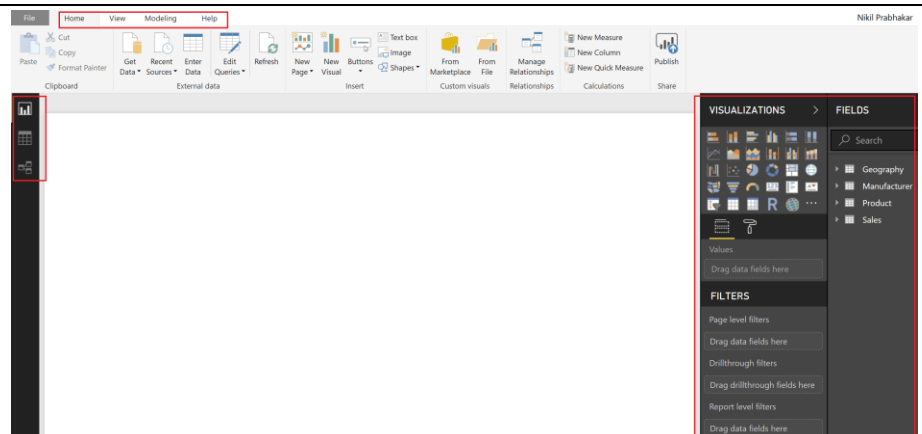 File Home View Modeling Help Nikil Prabhakar
Paste
Cut
Copy
Format Painter
Clipboard
Get Data
Recent Sources
Enter Data
Edit Queries
Refresh
External data
New Page
New Visual
Buttons
Text box
Image
Shapes
Insert
From Marketplace
From File
Custom visuals
Manage Relationships
Relationships
New Measure
New Column
New Quick Measure
Calculations
Publish
Share
VISUALIZATIONS
R
Values
Drag data fields here
FILTERS
Page level filters
Drag data fields here
Drillthrough filters
Drag drillthrough fields here
Report level filters
Drag data fields here
FIELDS
Search
Geography
Manufacturer
Product
Sales